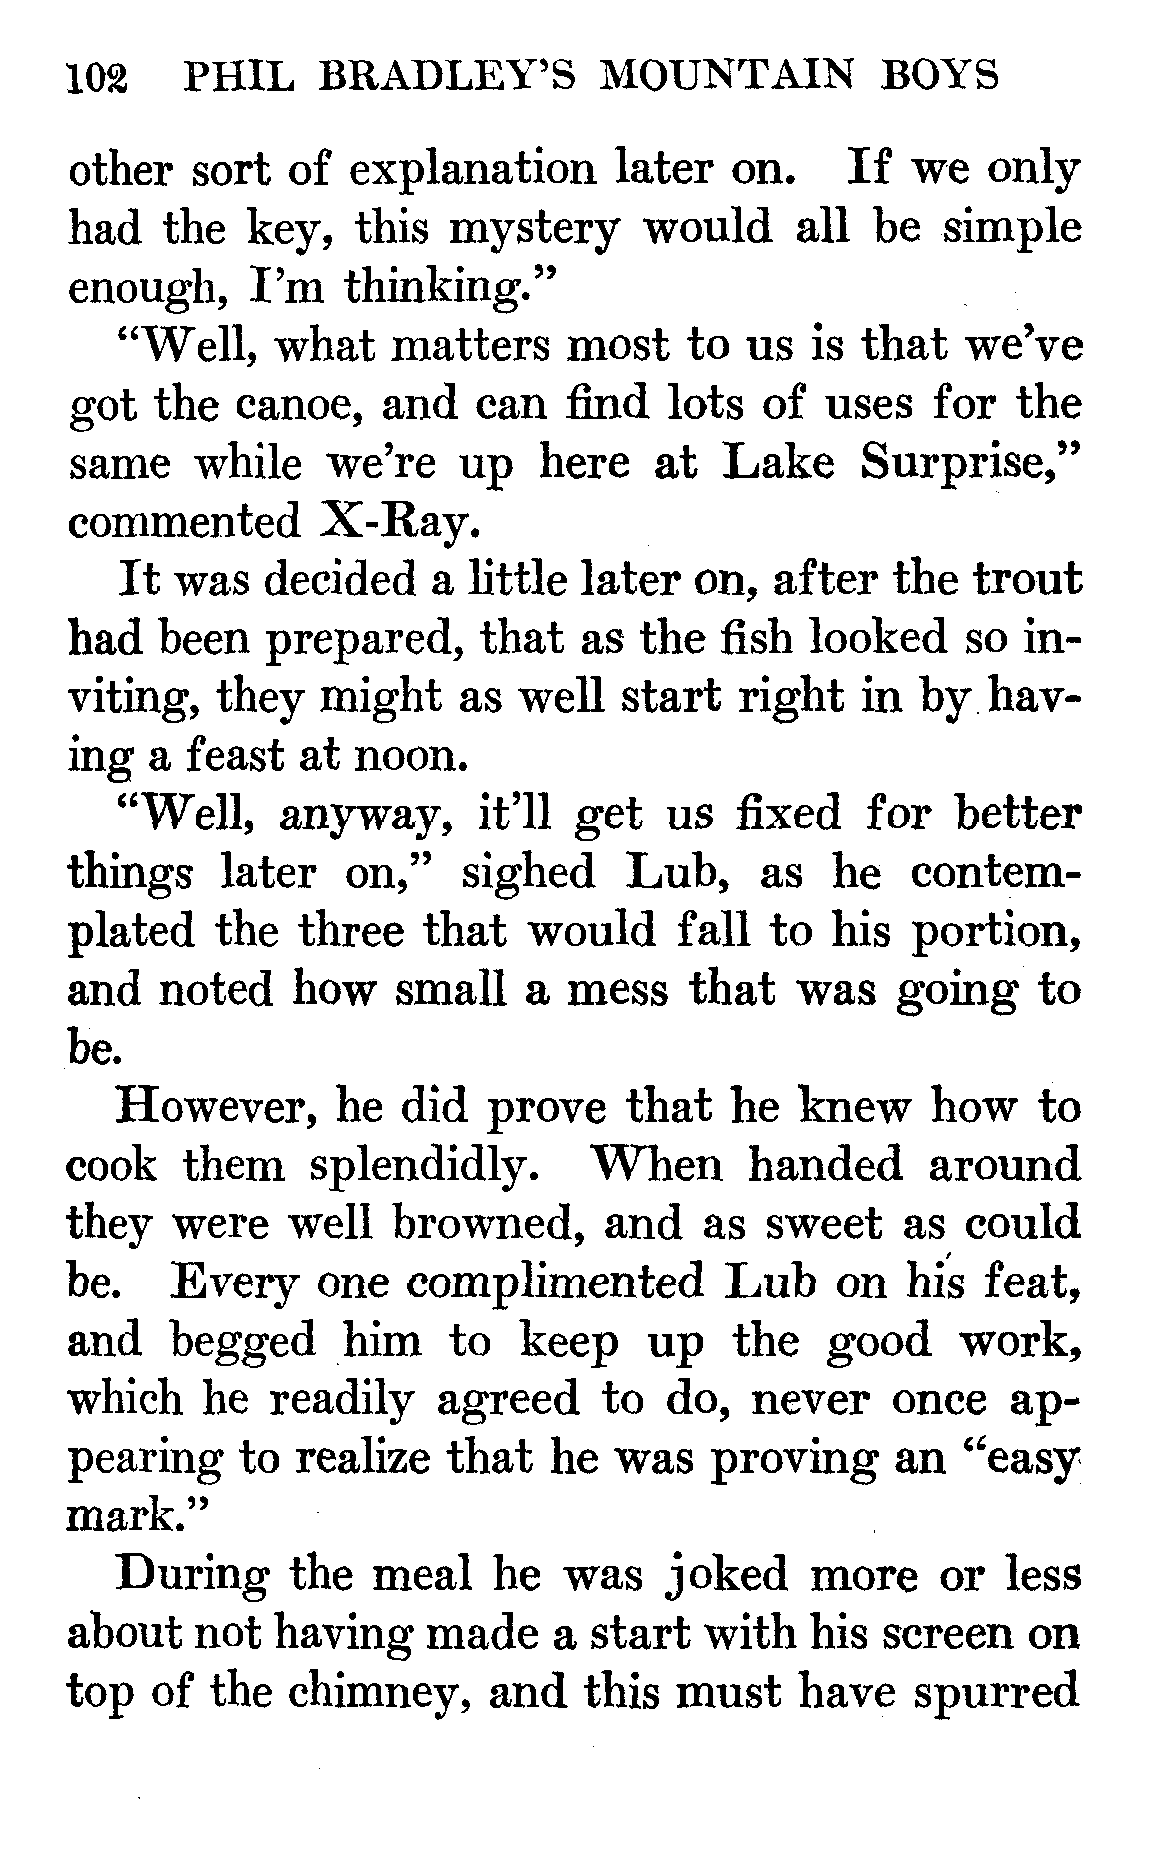 102 PHIL BRADLEY'S MOUNTAIN BOYS
other sort of explanation later on. If we only
had the key, this mystery would all be simple
enough, I'm thinking."
"Well, what matters most to us is that we've
got the canoe, and can find lots of uses for the
same while we're up here at Lake Surprise,"
commented X-Ray.
It was decided a little later on, after the trout
had been prepared, that as the fish looked so in-
viting, they might as well start right in by hav-
ing a feast at noon.
"Well, anyway, it'll get us fixed for better
things later on," sighed Lub, as he contem-
plated the three that would fall to his portion,
and noted how small a mess that was going to
be.
However, he did prove that he knew how to
cook them splendidly. When handed around
they were well browned, and as sweet as could
be. Every one complimented Lub on his feat,
and begged him to keep up the good work,
which he readily agreed to do, never once ap-
pearing to realize that he was proving an "easy
mark."
During the meal he was joked more or less
about not having made a start with his screen on
top of the chimney, and this must have spurred